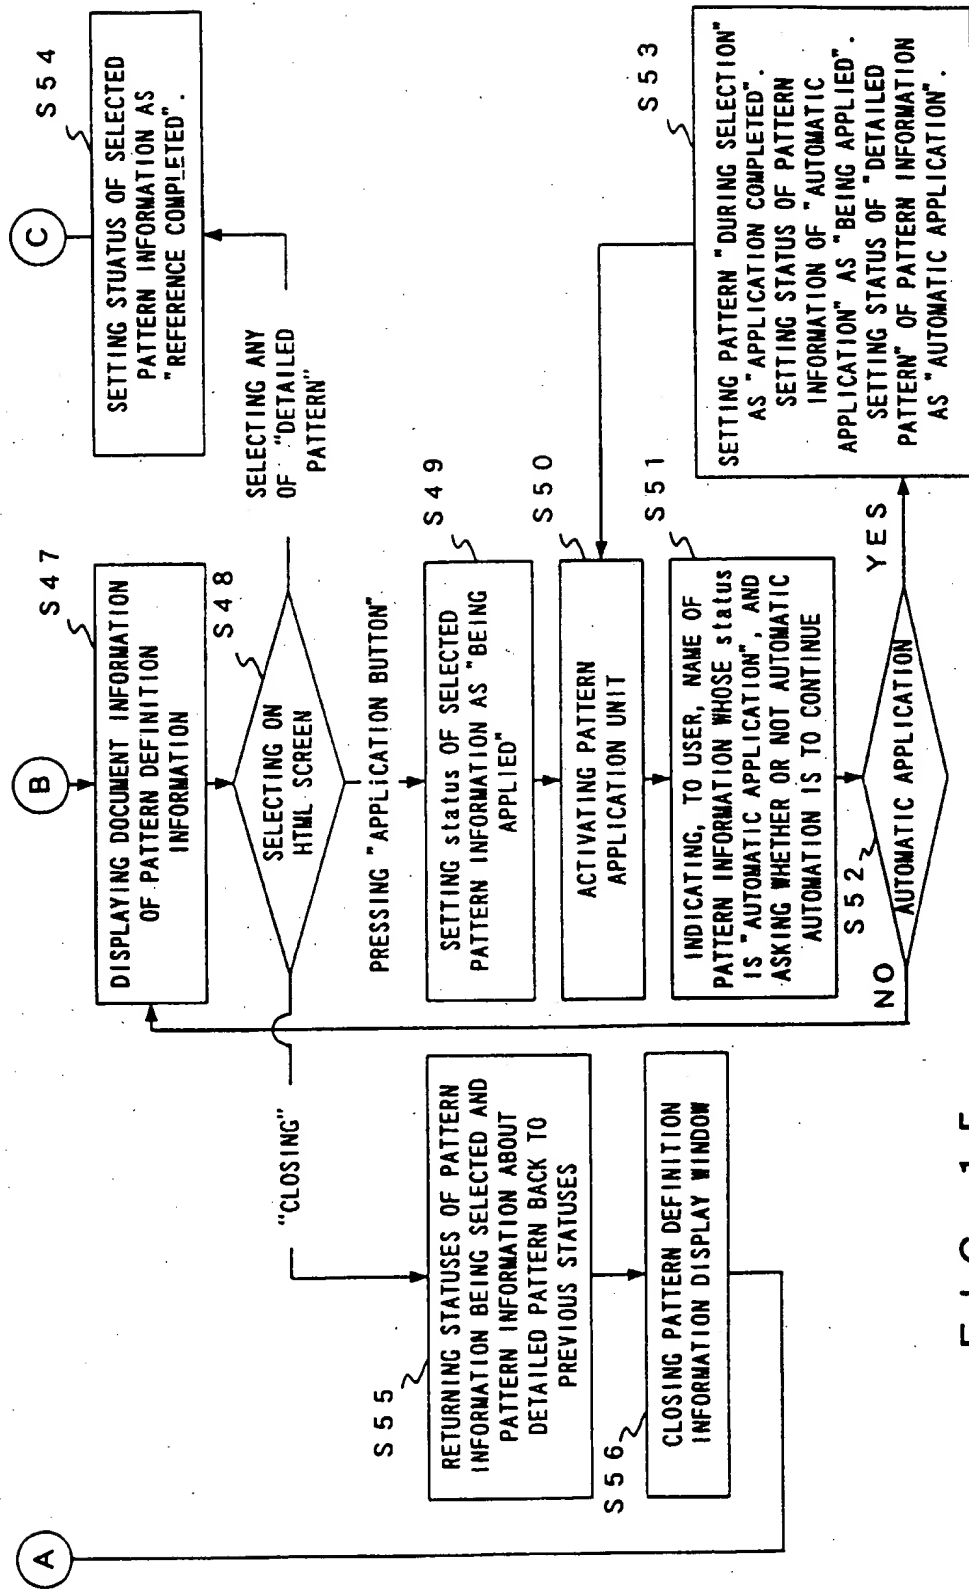 A
B
C
S47
DISPLAYING DOCUMENT INFORMATION
OF PATTERN DEFINITION
INFORMATION
S48
SELECTING ON
HTML SCREEN
"CLOSING"
PRESSING "APPLICATION BUTTON"
SELECTING ANY
OF "DETAILED
PATTERN"
S54
SETTING STUATUS OF SELECTED
PATTERN INFORMATION AS
"REFERENCE COMPLETED".
S49
SETTING status OF SELECTED
PATTERN INFORMATION AS "BEING
APPLIED"
S50
ACTIVATING PATTERN
APPLICATION UNIT
S51
INDICATING, TO USER, NAME OF
PATTERN INFORMATION WHOSE status
IS "AUTOMATIC APPLICATION", AND
ASKING WHETHER OR NOT AUTOMATIC
AUTOMATION IS TO CONTINUE
S52
AUTOMATIC APPLICATION
NO
YES
S53
SETTING PATTERN "DURING SELECTION"
AS "APPLICATION COMPLETED".
SETTING STATUS OF PATTERN
INFORMATION OF "AUTOMATIC
APPLICATION" AS "BEING APPLIED".
SETTING STATUS OF "DETAILED
PATTERN" OF PATTERN INFORMATION
AS "AUTOMATIC APPLICATION".
S55
RETURNING STATUSES OF PATTERN
INFORMATION BEING SELECTED AND
PATTERN INFORMATION ABOUT
DETAILED PATTERN BACK TO
PREVIOUS STATUSES
S56
CLOSING PATTERN DEFINITION
INFORMATION DISPLAY WINDOW